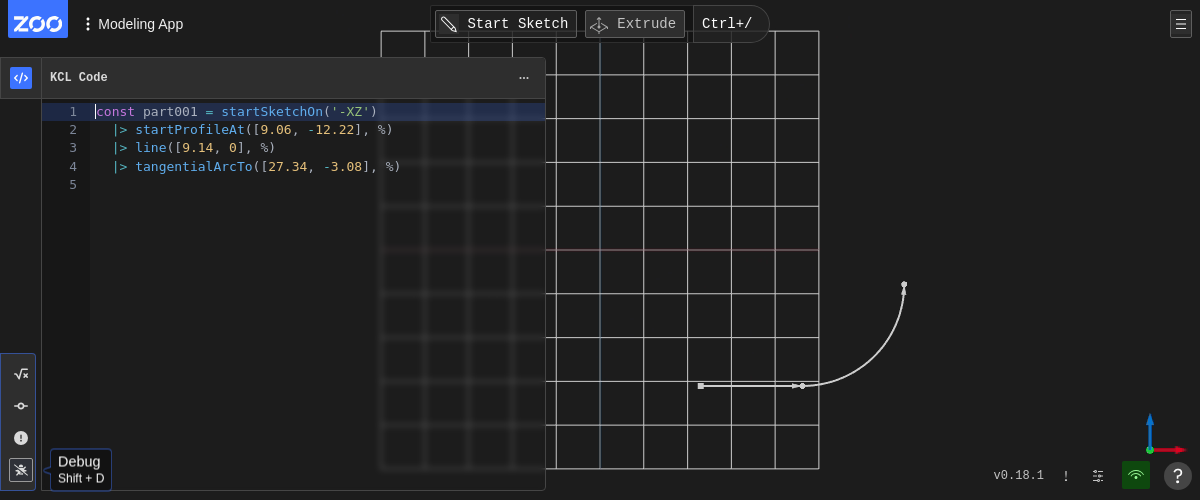 ZOO
Modeling App
Start Sketch
Extrude
Ctrl+/
KCL Code
...
1 const part001 = startSketchOn('-XZ')
2 |> startProfileAt([9.06, -12.22], %)
3 |> line([9.14, 0], %)
4 |> tangentialArcTo([27.34, -3.08], %)
5
Debug
Shift + D
v0.18.1
!
?